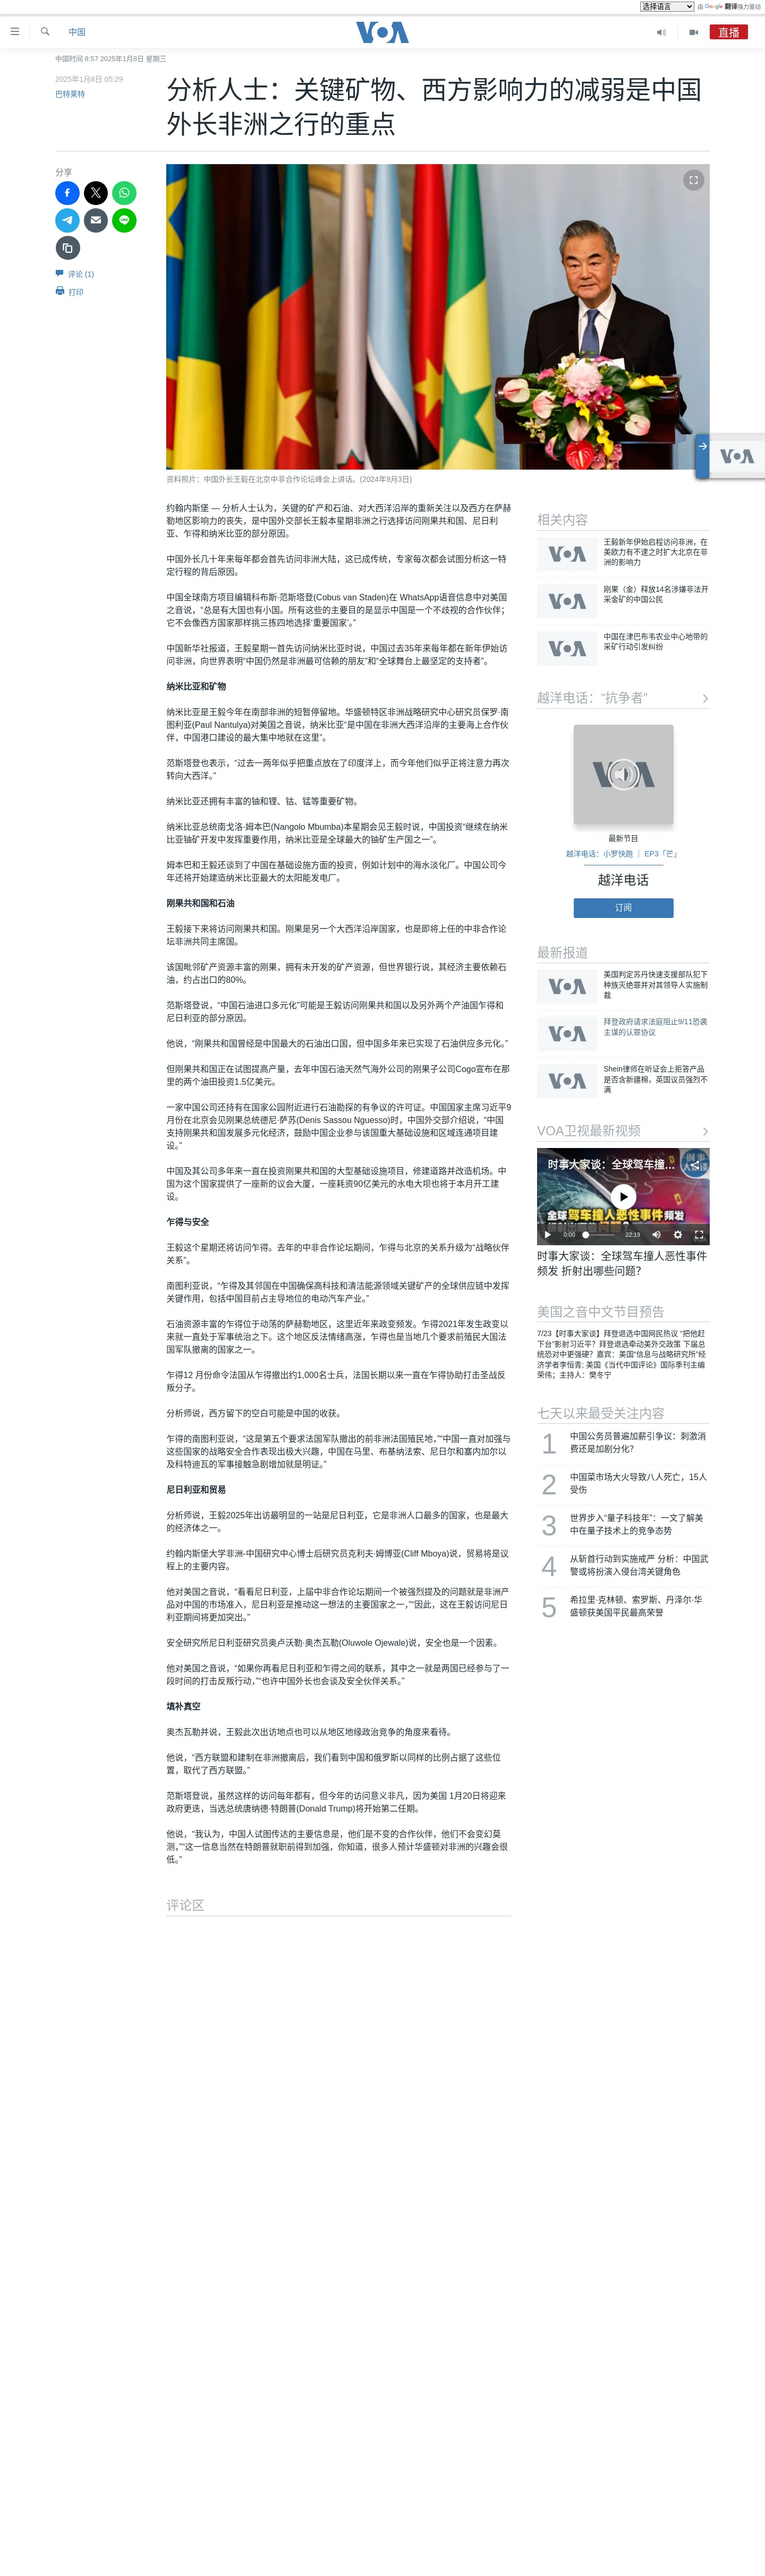 选择语言 由 Google 翻译强力驱动
中国
VOA
直播
中国时间 8:57 2025年1月8日 星期三
2025年1月8日 05:29
巴特莱特
分析人士：关键矿物、西方影响力的减弱是中国
外长非洲之行的重点
分享
评论 (1)
打印
资料照片：中国外长王毅在北京中非合作论坛峰会上讲话。(2024年9月3日)
约翰内斯堡 — 分析人士认为，关键的矿产和石油、对大西洋沿岸的重新关注以及西方在萨赫
勒地区影响力的丧失，是中国外交部长王毅本星期非洲之行选择访问刚果共和国、尼日利
亚、乍得和纳米比亚的部分原因。
中国外长几十年来每年都会首先访问非洲大陆，这已成传统，专家每次都会试图分析这一特
定行程的背后原因。
中国全球南方项目编辑科布斯·范斯塔登(Cobus van Staden)在 WhatsApp语音信息中对美国
之音说，“总是有大国也有小国。所有这些的主要目的是显示中国是一个不歧视的合作伙伴；
它不会像西方国家那样挑三拣四地选择‘重要国家’。”
中国新华社报道，王毅星期一首先访问纳米比亚时说，中国过去35年来每年都在新年伊始访
问非洲，向世界表明“中国仍然是非洲最可信赖的朋友”和“全球舞台上最坚定的支持者”。
纳米比亚和矿物
纳米比亚是王毅今年在南部非洲的短暂停留地。华盛顿特区非洲战略研究中心研究员保罗·南
图利亚(Paul Nantulya)对美国之音说，纳米比亚“是中国在非洲大西洋沿岸的主要海上合作伙
伴，中国港口建设的最大集中地就在这里”。
范斯塔登也表示，“过去一两年似乎把重点放在了印度洋上，而今年他们似乎正将注意力再次
转向大西洋。”
纳米比亚还拥有丰富的铀和锂、钴、锰等重要矿物。
纳米比亚总统南戈洛·姆本巴(Nangolo Mbumba)本星期会见王毅时说，中国投资“继续在纳米
比亚铀矿开发中发挥重要作用，纳米比亚是全球最大的铀矿生产国之一”。
姆本巴和王毅还谈到了中国在基础设施方面的投资，例如计划中的海水淡化厂。中国公司今
年还将开始建造纳米比亚最大的太阳能发电厂。
刚果共和国和石油
王毅接下来将访问刚果共和国。刚果是另一个大西洋沿岸国家，也是即将上任的中非合作论
坛非洲共同主席国。
该国毗邻矿产资源丰富的刚果，拥有未开发的矿产资源，但世界银行说，其经济主要依赖石
油，约占出口的80%。
范斯塔登说，“中国石油进口多元化”可能是王毅访问刚果共和国以及另外两个产油国乍得和
尼日利亚的部分原因。
他说，“刚果共和国曾经是中国最大的石油出口国，但中国多年来已实现了石油供应多元化。”
但刚果共和国正在试图提高产量，去年中国石油天然气海外公司的刚果子公司Cogo宣布在那
里的两个油田投资1.5亿美元。
一家中国公司还持有在国家公园附近进行石油勘探的有争议的许可证。中国国家主席习近平9
月份在北京会见刚果总统德尼·萨苏(Denis Sassou Nguesso)时，中国外交部介绍说，“中国
支持刚果共和国发展多元化经济，鼓励中国企业参与该国重大基础设施和区域连通项目建
设。”
中国及其公司多年来一直在投资刚果共和国的大型基础设施项目，修建道路并改造机场。中
国为这个国家提供了一座新的议会大厦，一座耗资90亿美元的水电大坝也将于本月开工建
设。
乍得与安全
王毅这个星期还将访问乍得。去年的中非合作论坛期间，乍得与北京的关系升级为“战略伙伴
关系”。
南图利亚说，“乍得及其邻国在中国确保高科技和清洁能源领域关键矿产的全球供应链中发挥
关键作用，包括中国目前占主导地位的电动汽车产业。”
石油资源丰富的乍得位于动荡的萨赫勒地区，这里近年来政变频发。乍得2021年发生政变以
来就一直处于军事统治之下。这个地区反法情绪高涨，乍得也是当地几个要求前殖民大国法
国军队撤离的国家之一。
乍得12 月份命令法国从乍得撤出约1,000名士兵，法国长期以来一直在乍得协助打击圣战反
叛分子。
分析师说，西方留下的空白可能是中国的收获。
乍得的南图利亚说，“这是第五个要求法国军队撤出的前非洲法国殖民地，”“中国一直对加强与
这些国家的战略安全合作表现出极大兴趣，中国在马里、布基纳法索、尼日尔和塞内加尔以
及科特迪瓦的军事接触急剧增加就是明证。”
尼日利亚和贸易
分析师说，王毅2025年出访最明显的一站是尼日利亚，它是非洲人口最多的国家，也是最大
的经济体之一。
约翰内斯堡大学非洲-中国研究中心博士后研究员克利夫·姆博亚(Cliff Mboya)说，贸易将是议
程上的主要内容。
他对美国之音说，“看看尼日利亚，上届中非合作论坛期间一个被强烈提及的问题就是非洲产
品对中国的市场准入，尼日利亚是推动这一想法的主要国家之一，”“因此，这在王毅访问尼日
利亚期间将更加突出。”
安全研究所尼日利亚研究员奥卢沃勒·奥杰瓦勒(Oluwole Ojewale)说，安全也是一个因素。
他对美国之音说，“如果你再看尼日利亚和乍得之间的联系，其中之一就是两国已经参与了一
段时间的打击反叛行动，”“也许中国外长也会谈及安全伙伴关系。”
填补真空
奥杰瓦勒并说，王毅此次出访地点也可以从地区地缘政治竞争的角度来看待。
他说，“西方联盟和建制在非洲撤离后，我们看到中国和俄罗斯以同样的比例占据了这些位
置，取代了西方联盟。”
范斯塔登说，虽然这样的访问每年都有，但今年的访问意义非凡，因为美国 1月20日将迎来
政府更迭，当选总统唐纳德·特朗普(Donald Trump)将开始第二任期。
他说，“我认为，中国人试图传达的主要信息是，他们是不变的合作伙伴，他们不会变幻莫
测，”“这一信息当然在特朗普就职前得到加强，你知道，很多人预计华盛顿对非洲的兴趣会很
低。”
评论区
VOA
相关内容
VOA
王毅新年伊始启程访问非洲，在
美欧力有不逮之时扩大北京在非
洲的影响力
VOA
刚果（金）释放14名涉嫌非法开
采金矿的中国公民
VOA
中国在津巴布韦农业中心地带的
采矿行动引发纠纷
越洋电话：“抗争者”
最新节目
越洋电话：小罗快跑 ｜ EP3「芒」
越洋电话
订阅
最新报道
VOA
美国判定苏丹快速支援部队犯下
种族灭绝罪并对其领导人实施制
裁
VOA
拜登政府请求法庭阻止9/11恐袭
主谋的认罪协议
VOA
Shein律师在听证会上拒答产品
是否含新疆棉，英国议员强烈不
满
VOA卫视最新视频
时事大家谈：全球驾车撞...
全球驾车撞人恶性事件频发
0:00 22:19
时事大家谈：全球驾车撞人恶性事件
频发 折射出哪些问题？
美国之音中文节目预告
7/23【时事大家谈】拜登退选中国网民热议 “把他赶
下台”影射习近平？拜登退选牵动美外交政策 下届总
统恐对中更强硬？嘉宾：美国“信息与战略研究所”经
济学者李恒青; 美国《当代中国评论》国际季刊主编
荣伟；主持人：樊冬宁
七天以来最受关注内容
1 中国公务员普遍加薪引争议：刺激消
费还是加剧分化？
2 中国菜市场大火导致八人死亡，15人
受伤
3 世界步入“量子科技年”：一文了解美
中在量子技术上的竞争态势
4 从斩首行动到实施戒严 分析：中国武
警或将扮演入侵台湾关键角色
5 希拉里·克林顿、索罗斯、丹泽尔·华
盛顿获美国平民最高荣誉